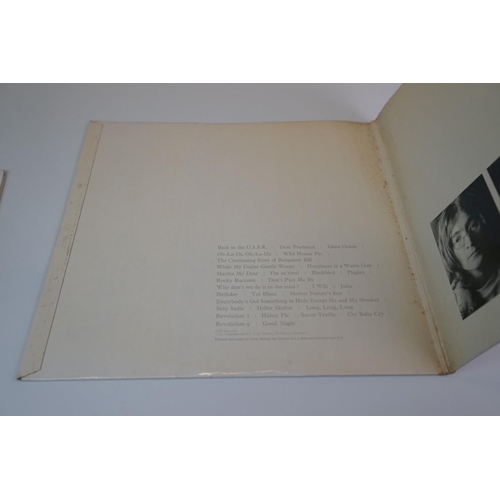 Back in the U.S.S.R. : Dear Prudence : Glass Onion
Ob-La-Di, Ob-La-Da : Wild Honey Pie :
The Continuing Story of Bungalow Bill
While My Guitar Gently Weeps : Happiness is a Warm Gun
Martha My Dear : I'm so tired : Blackbird : Piggies
Rocky Raccoon : Don't Pass Me By
Why don't we do it in the road? : I Will : Julia
Birthday : Yer Blues : Mother Nature's Son
Everybody's Got Something to Hide Except Me and My Monkey
Sexy Sadie : Helter Skelter : Long, Long, Long
Revolution 1 : Honey Pie : Savoy Truffle : Cry Baby Cry
Revolution 9 : Good Night